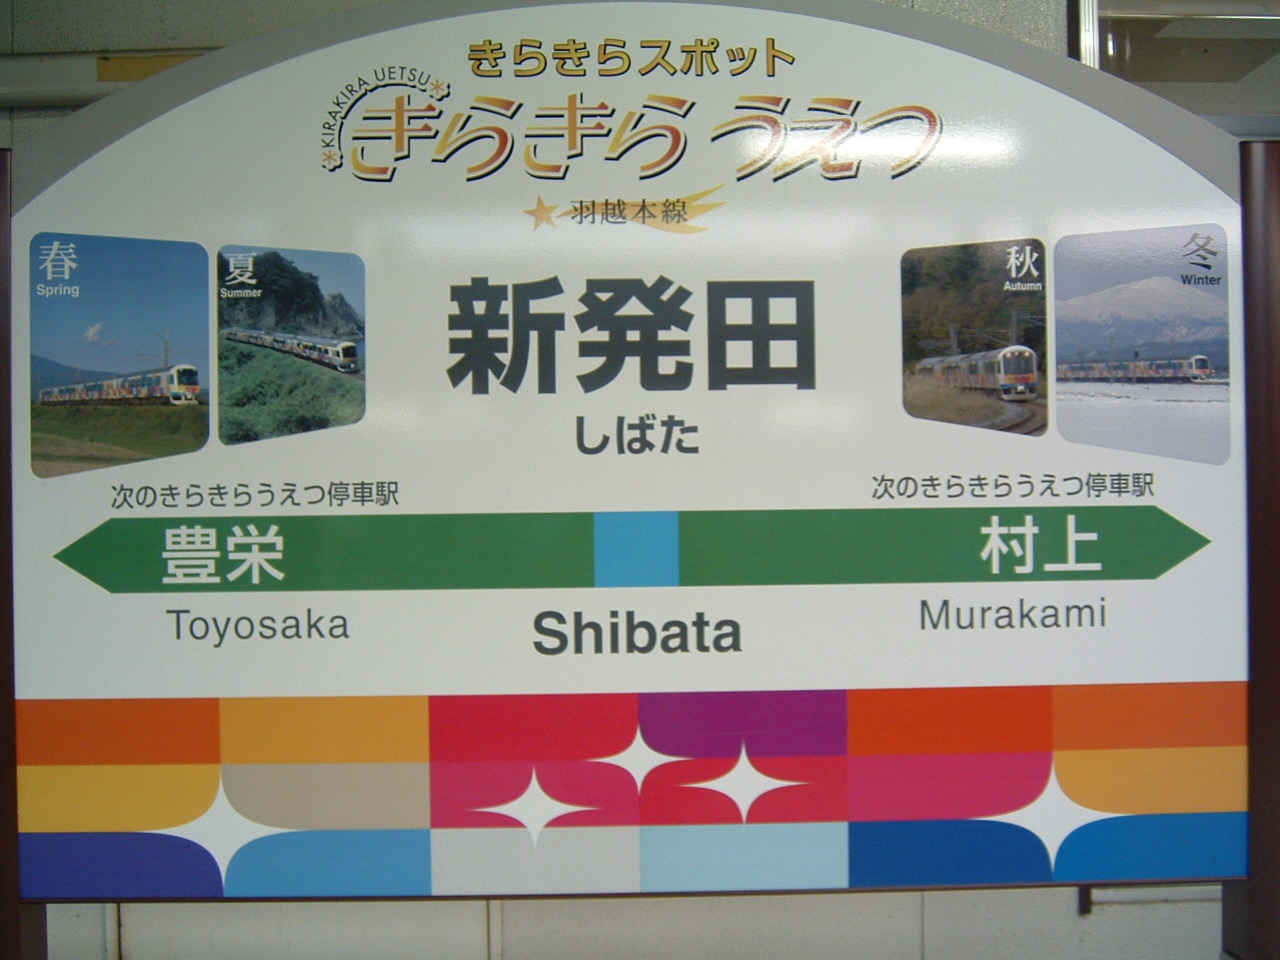 きらきらスポット
KIRAKIRA UETSU
きらきらうえつ
羽越本線
春
Spring
夏
Summer
秋
Autumn
冬
Winter
新発田
しばた
次のきらきらうえつ停車駅
次のきらきらうえつ停車駅
豊栄
村上
Toyosaka
Shibata
Murakami